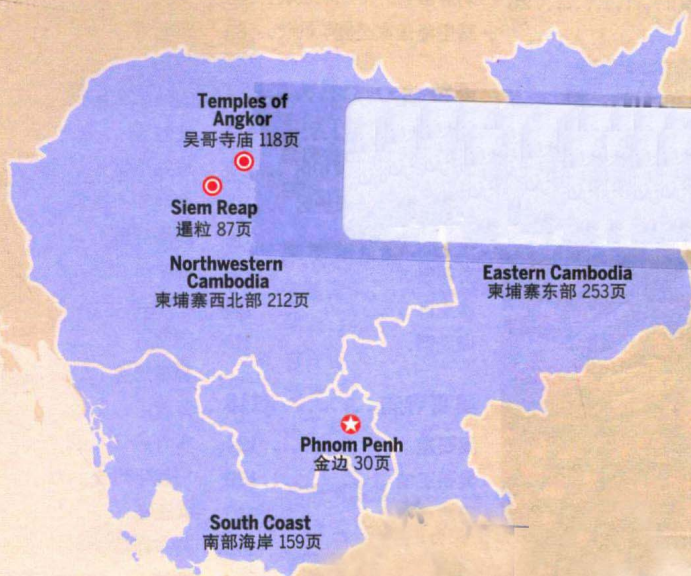 Temples of
Angkor
吴哥寺庙 118页
Siem Reap
暹粒 87页
Northwestern
Cambodia
柬埔寨西北部 212页
Eastern Cambodia
柬埔寨东部 253页
Phnom Penh
金边 30页
South Coast
南部海岸 159页